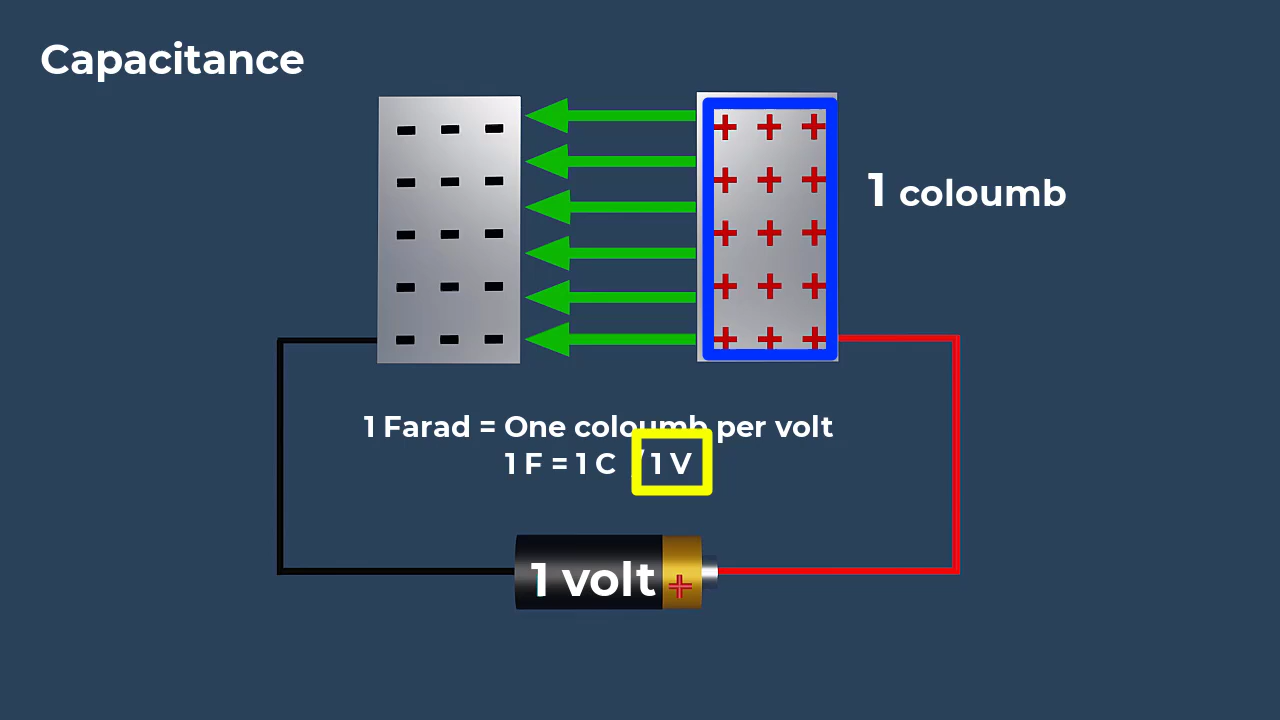 Capacitance
1 coloumb
1 Farad = One coloumb per volt
1 F = 1 C / 1 V
1 volt +